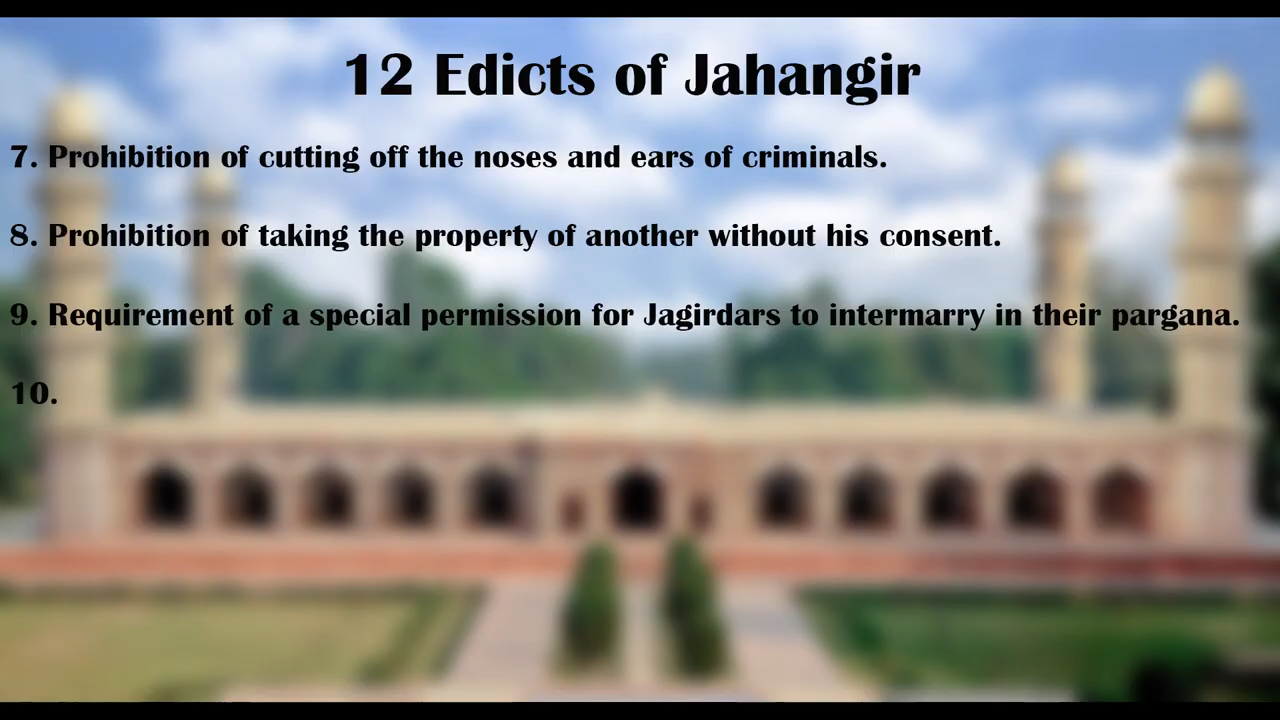 12 Edicts of Jahangir
7. Prohibition of cutting off the noses and ears of criminals.
8. Prohibition of taking the property of another without his consent.
9. Requirement of a special permission for Jagirdars to intermarry in their pargana.
10.